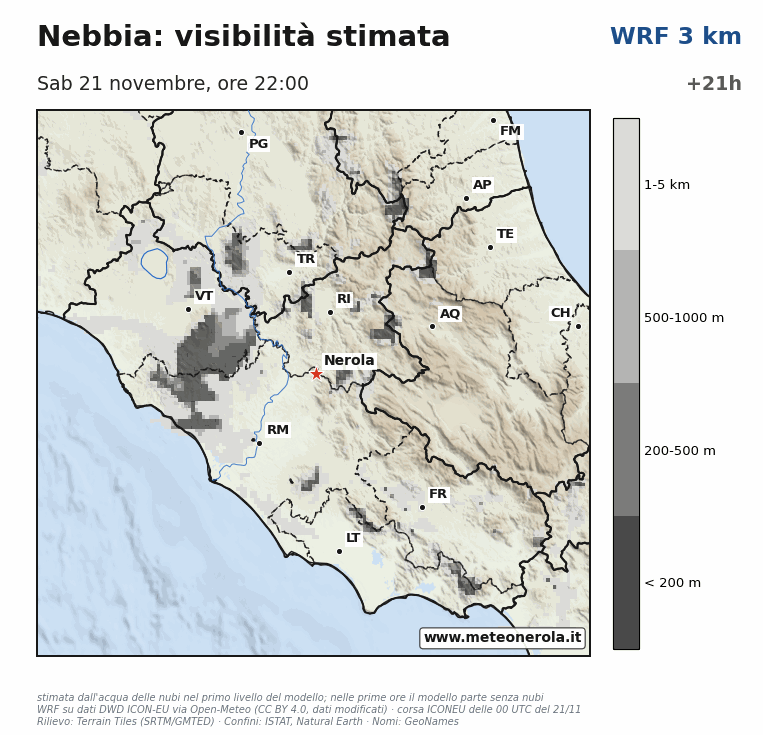 Nebbia: visibilità stimata
WRF 3 km
Sab 21 novembre, ore 22:00
+21h
FM
PG
AP
TE
TR
VT
RI
AQ
CH
Nerola
RM
FR
LT
www.meteonerola.it
1-5 km
500-1000 m
200-500 m
< 200 m
stimata dall'acqua delle nubi nel primo livello del modello; nelle prime ore il modello parte senza nubi
WRF su dati DWD ICON-EU via Open-Meteo (CC BY 4.0, dati modificati) · corsa ICONEU delle 00 UTC del 21/11
Rilievo: Terrain Tiles (SRTM/GMTED) · Confini: ISTAT, Natural Earth · Nomi: GeoNames